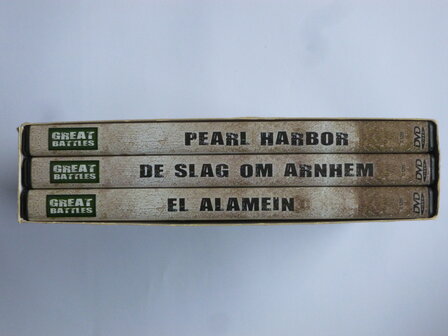 GREAT
BATTLES
PEARL HARBOR
DVD
GREAT
BATTLES
DE SLAG OM ARNHEM
DVD
GREAT
BATTLES
EL ALAMEIN
DVD